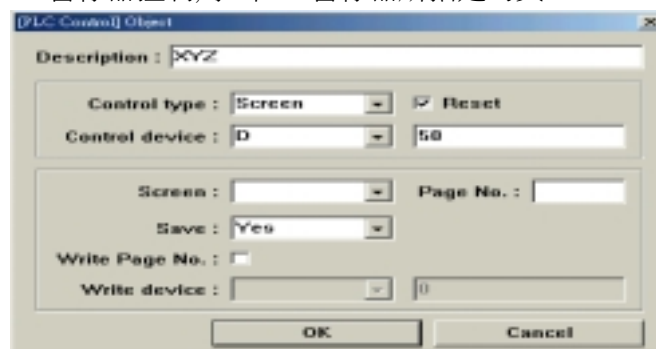 [PLC Control] Object
Description : XYZ
Control type : Screen Reset
Control device : D 50
Screen : Page No. :
Save : Yes
Write Page No. :
Write device : 0
OK Cancel